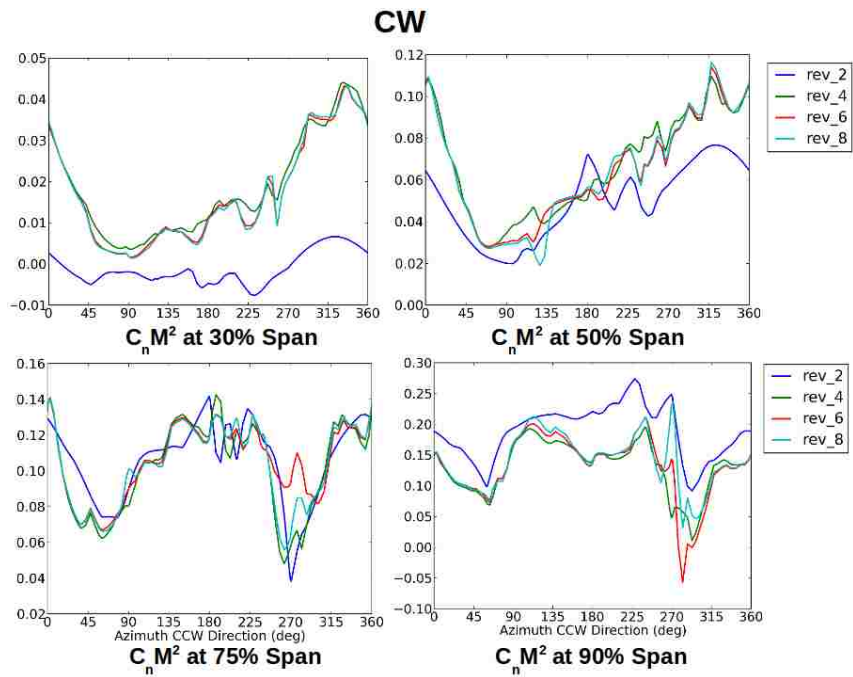 CW
0.05
0.04
0.03
0.02
0.01
0.00
−0.01
0 45 90 135 180 225 270 315 360
C_nM² at 30% Span
0.12
0.10
0.08
0.06
0.04
0.02
0.00
0 45 90 135 180 225 270 315 360
C_nM² at 50% Span
rev_2
rev_4
rev_6
rev_8
0.16
0.14
0.12
0.10
0.08
0.06
0.04
0.02
0 45 90 135 180 225 270 315 360
Azimuth CCW Direction (deg)
C_nM² at 75% Span
0.30
0.25
0.20
0.15
0.10
0.05
0.00
−0.05
−0.10
0 45 90 135 180 225 270 315 360
Azimuth CCW Direction (deg)
C_nM² at 90% Span
rev_2
rev_4
rev_6
rev_8